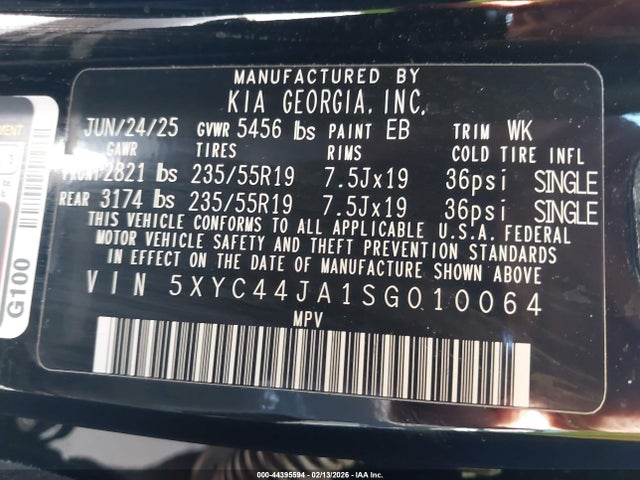 MANUFACTURED BY
KIA GEORGIA, INC.
JUN/24/25 GVWR 5456 lbs PAINT EB TRIM WK
GAWR TIRES RIMS COLD TIRE INFL
FRONT 2821 lbs 235/55R19 7.5Jx19 36psi SINGLE
REAR 3174 lbs 235/55R19 7.5Jx19 36psi SINGLE
THIS VEHICLE CONFORMS TO ALL APPLICABLE U.S.A. FEDERAL
MOTOR VEHICLE SAFETY AND THEFT PREVENTION STANDARDS
IN EFFECT ON THE DATE OF MANUFACTURE SHOWN ABOVE
VIN 5XYC44JA1SG010064
MPV
G100
000-44395594 - 02/13/2026 - IAA Inc.